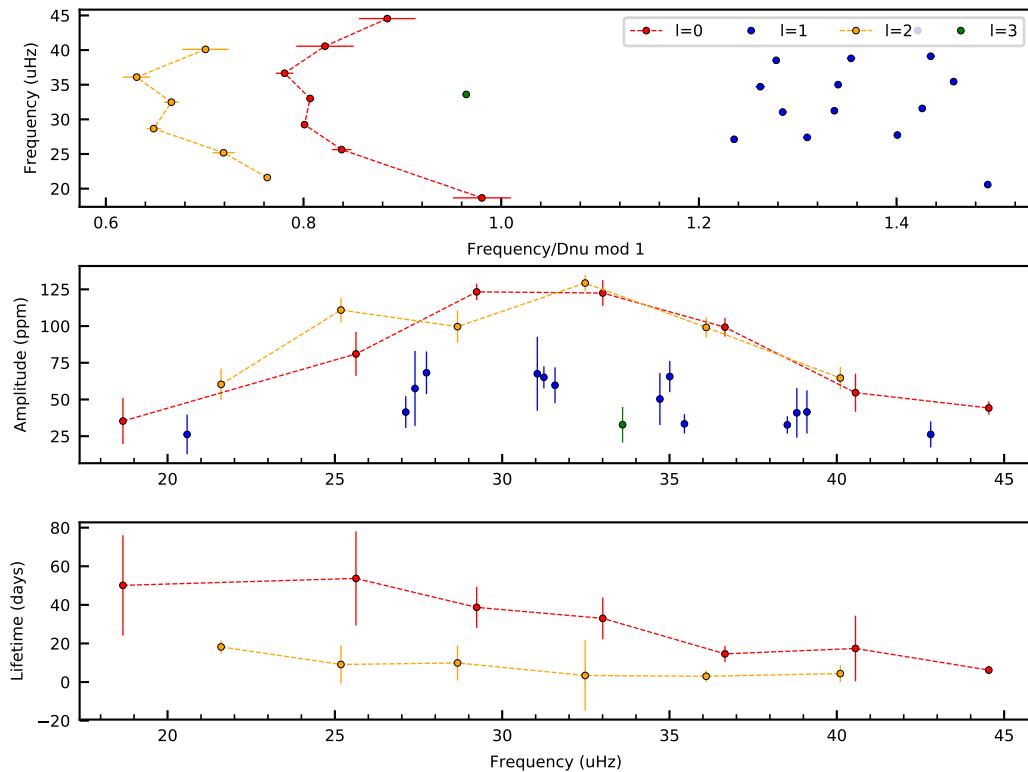 45
40
35
30
25
20
Frequency (uHz)
l=0 l=1 l=2 l=3
0.6 0.8 1.0 1.2 1.4
Frequency/Dnu mod 1
125
100
75
50
25
Amplitude (ppm)
20 25 30 35 40 45
80
60
40
20
0
−20
Lifetime (days)
20 25 30 35 40 45
Frequency (uHz)